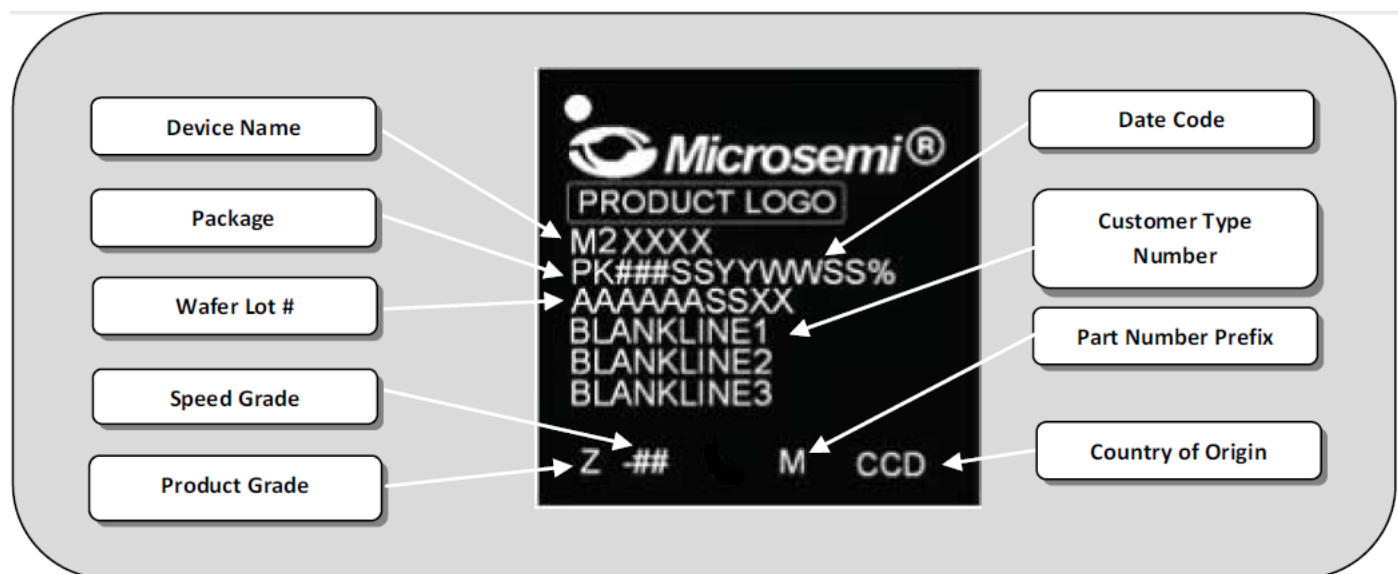 Device Name
Package
Wafer Lot #
Speed Grade
Product Grade
Microsemi®
PRODUCT LOGO
M2XXXX
PK###SSYYWWSS%
AAAAAASSXX
BLANKLINE1
BLANKLINE2
BLANKLINE3
Z -## M CCD
Date Code
Customer Type
Number
Part Number Prefix
Country of Origin